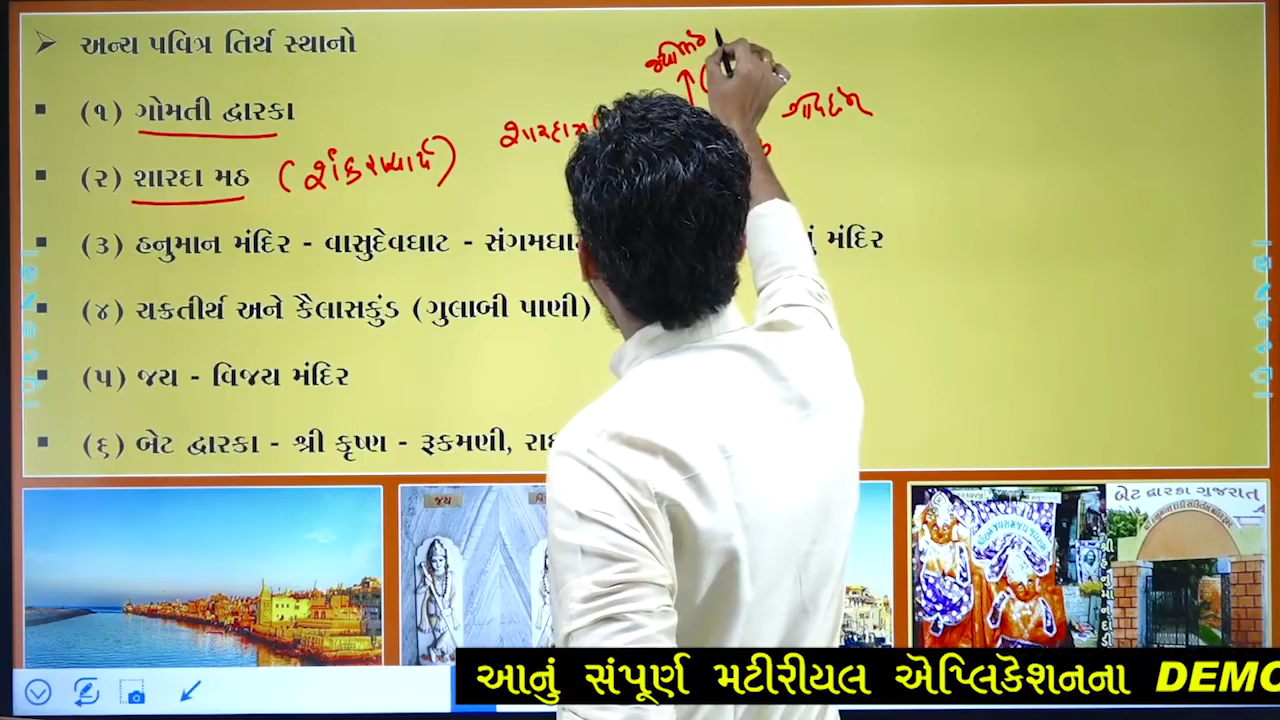 અન્ય પવિત્ર તિર્થ સ્થાનો
(૧) ગોમતી દ્વારકા
(૨) શારદા મઠ (શંકરાચાર્ય)
(૩) હનુમાન મંદિર - વાસુદેવઘાટ - સંગમઘા મંદિર
(૪) ચક્રતીર્થ અને કૈલાસકુંડ (ગુલાબી પાણી)
(૫) જય - વિજય મંદિર
(૬) બેટ દ્વારકા - શ્રી કૃષ્ણ - રૂકમણી, રાધ
જય
બેટ દ્વારકા ગુજરાત
આનું સંપૂર્ણ મટીરીયલ ઍપ્લિકેશનના DEMO